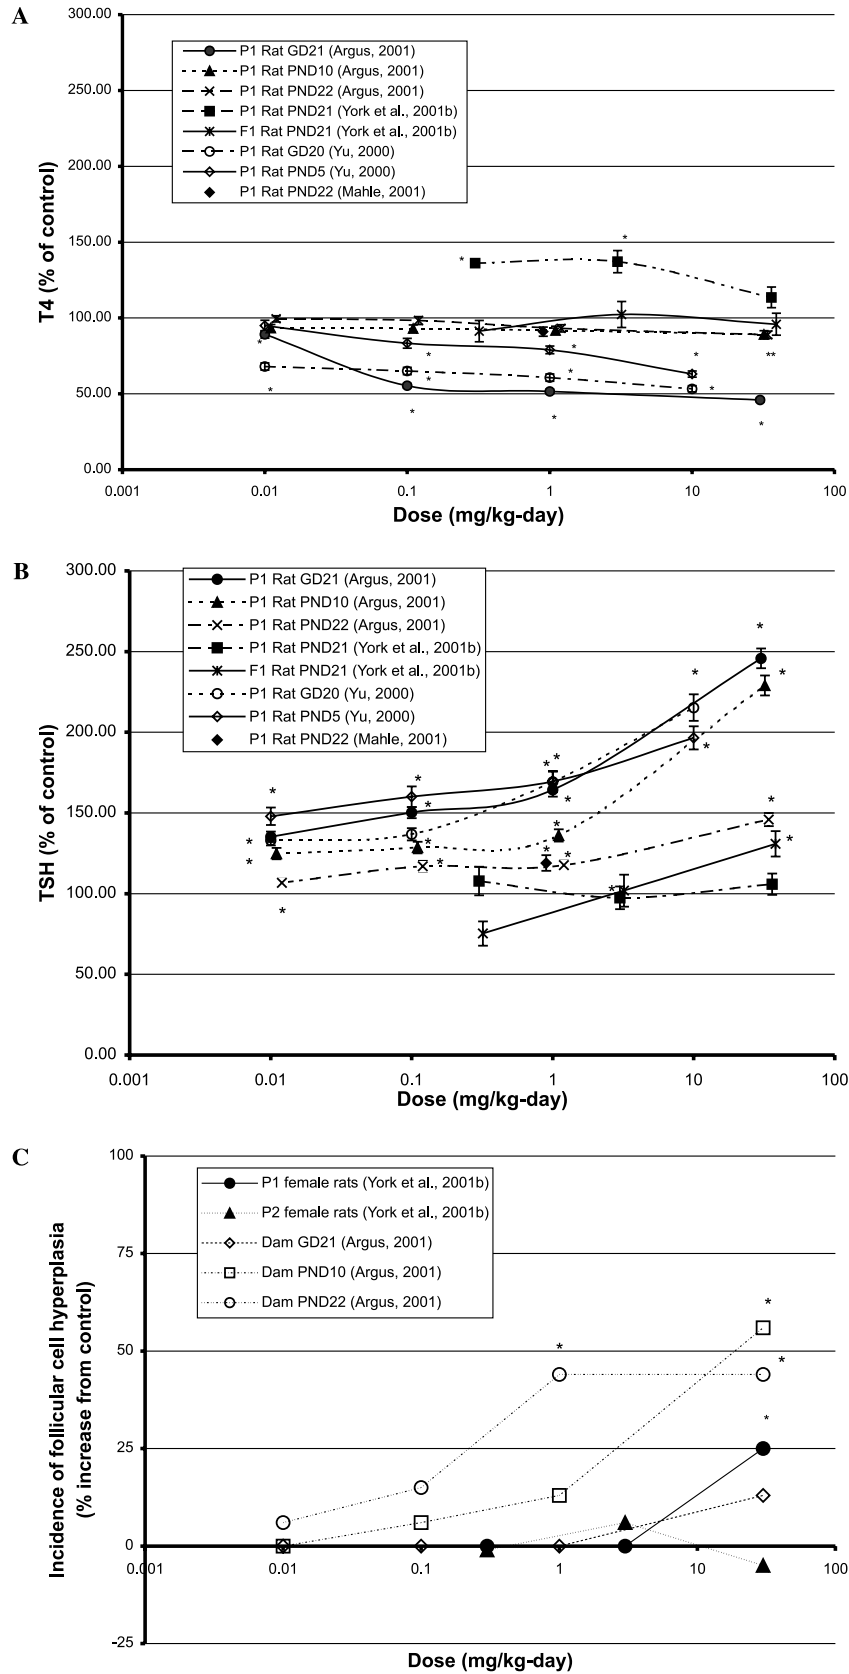 A
300.00
250.00
200.00
150.00
100.00
50.00
0.00
T4 (% of control)
P1 Rat GD21 (Argus, 2001)
P1 Rat PND10 (Argus, 2001)
P1 Rat PND22 (Argus, 2001)
P1 Rat PND21 (York et al., 2001b)
F1 Rat PND21 (York et al., 2001b)
P1 Rat GD20 (Yu, 2000)
P1 Rat PND5 (Yu, 2000)
P1 Rat PND22 (Mahle, 2001)
0.001 0.01 0.1 1 10 100
Dose (mg/kg-day)
B
300.00
250.00
200.00
150.00
100.00
50.00
0.00
TSH (% of control)
P1 Rat GD21 (Argus, 2001)
P1 Rat PND10 (Argus, 2001)
P1 Rat PND22 (Argus, 2001)
P1 Rat PND21 (York et al., 2001b)
F1 Rat PND21 (York et al., 2001b)
P1 Rat GD20 (Yu, 2000)
P1 Rat PND5 (Yu, 2000)
P1 Rat PND22 (Mahle, 2001)
0.001 0.01 0.1 1 10 100
Dose (mg/kg-day)
C
100
75
50
25
0
-25
Incidence of follicular cell hyperplasia
(% increase from control)
P1 female rats (York et al., 2001b)
P2 female rats (York et al., 2001b)
Dam GD21 (Argus, 2001)
Dam PND10 (Argus, 2001)
Dam PND22 (Argus, 2001)
0.001 0.01 0.1 1 10 100
Dose (mg/kg-day)